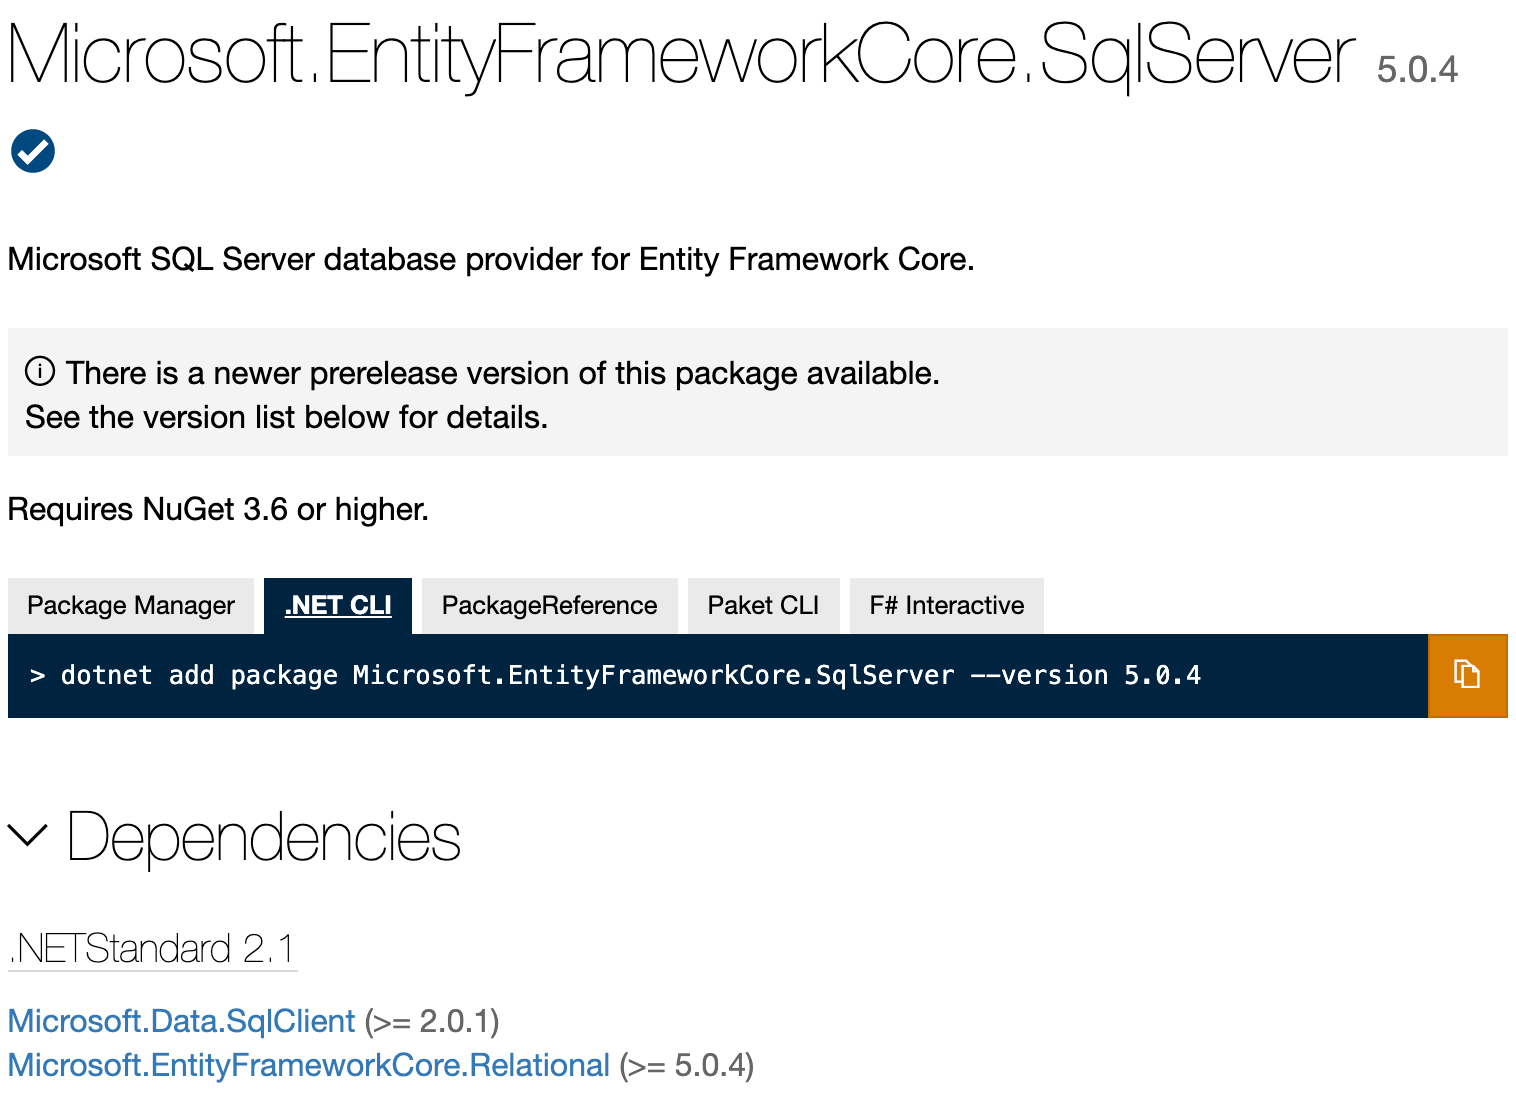 Microsoft.EntityFrameworkCore.SqlServer 5.0.4
Microsoft SQL Server database provider for Entity Framework Core.
There is a newer prerelease version of this package available.
See the version list below for details.
Requires NuGet 3.6 or higher.
Package Manager .NET CLI PackageReference Paket CLI F# Interactive
> dotnet add package Microsoft.EntityFrameworkCore.SqlServer --version 5.0.4
Dependencies
.NETStandard 2.1
Microsoft.Data.SqlClient (>= 2.0.1)
Microsoft.EntityFrameworkCore.Relational (>= 5.0.4)